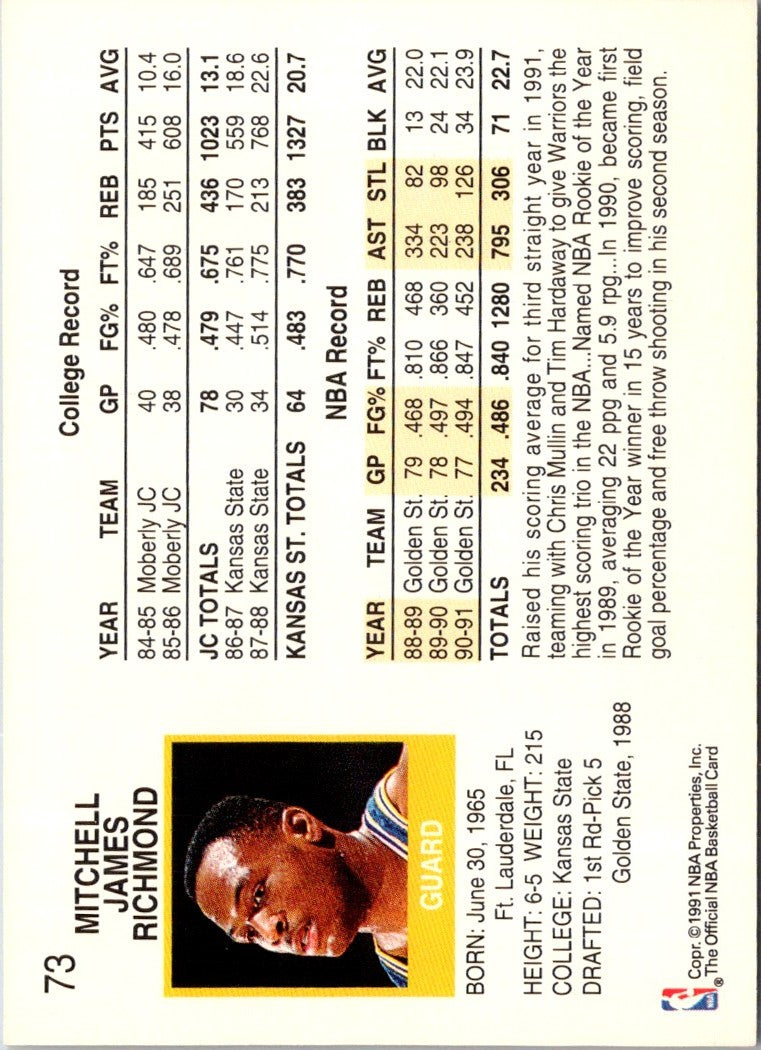 73
MITCHELL
JAMES
RICHMOND
GUARD
BORN: June 30, 1965
Ft. Lauderdale, FL
HEIGHT: 6-5 WEIGHT: 215
COLLEGE: Kansas State
DRAFTED: 1st Rd-Pick 5
Golden State, 1988
NBA
® Copr. ©1991 NBA Properties, Inc.
The Official NBA Basketball Card
College Record
YEAR TEAM GP FG% FT% REB PTS AVG
84-85 Moberly JC 40 .480 .647 185 415 10.4
85-86 Moberly JC 38 .478 .689 251 608 16.0
JC TOTALS 78 .479 .675 436 1023 13.1
86-87 Kansas State 30 .447 .761 170 559 18.6
87-88 Kansas State 34 .514 .775 213 768 22.6
KANSAS ST. TOTALS 64 .483 .770 383 1327 20.7
NBA Record
YEAR TEAM GP FG% FT% REB AST STL BLK AVG
88-89 Golden St. 79 .468 .810 468 334 82 13 22.0
89-90 Golden St. 78 .497 .866 360 223 98 24 22.1
90-91 Golden St. 77 .494 .847 452 238 126 34 23.9
TOTALS 234 .486 .840 1280 795 306 71 22.7
Raised his scoring average for third straight year in 1991,
teaming with Chris Mullin and Tim Hardaway to give Warriors the
highest scoring trio in the NBA...Named NBA Rookie of the Year
in 1989, averaging 22 ppg and 5.9 rpg...In 1990, became first
Rookie of the Year winner in 15 years to improve scoring, field
goal percentage and free throw shooting in his second season.